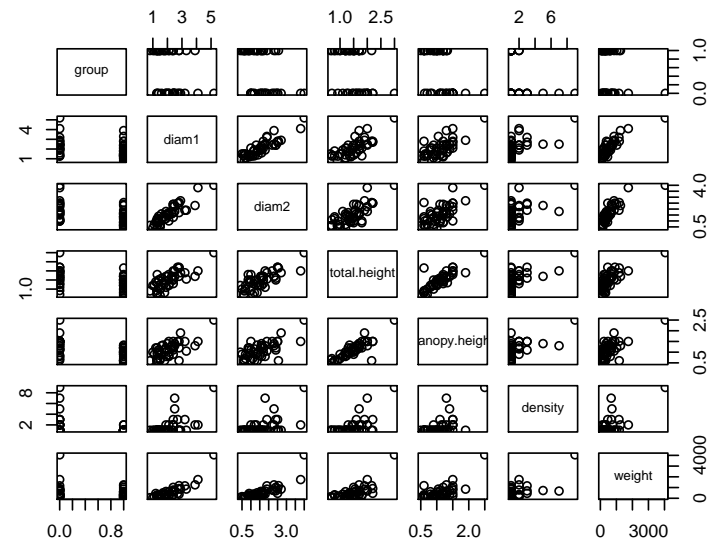 1 3 5 1.0 2.5 2 6
group 0.0 1.0
1 4 diam1
diam2 0.5 4.0
1.0 total.height
anopy.heigh 0.5 2.5
2 8 density
weight 0 4000
0.0 0.8 0.5 3.0 0.5 2.0 0 3000